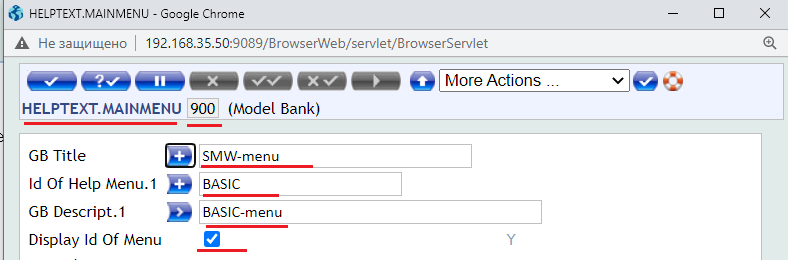 HELPTEXT.MAINMENU - Google Chrome
Не защищено 192.168.35.50:9089/BrowserWeb/servlet/BrowserServlet
More Actions ...
HELPTEXT.MAINMENU 900 (Model Bank)
GB Title SMW-menu
Id Of Help Menu.1 BASIC
GB Descript.1 BASIC-menu
Display Id Of Menu Y